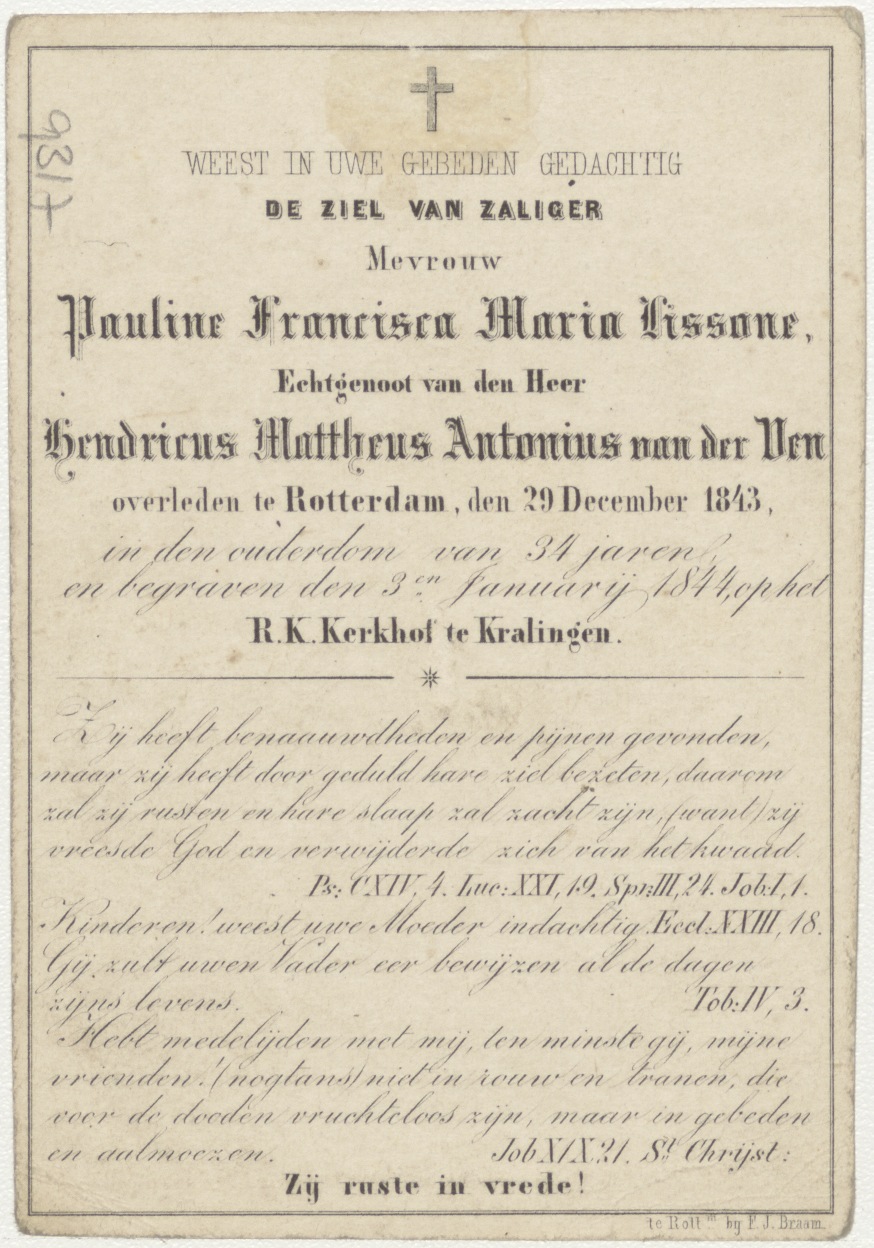 WEEST IN UWE GEBEDEN GEDACHTIG
DE ZIEL VAN ZALIGER
Mevrouw
Pauline Francisca Maria Lissone,
Echtgenoot van den Heer
Hendricus Mattheus Antonius van der Ven
overleden te Rotterdam, den 29 December 1843,
in den ouderdom van 34 jaren,
en begraven den 3en Januarij 1844, op het
R.K. Kerkhof te Kralingen.
Zij heeft benaauwdheden en pijnen gevonden,
maar zij heeft door geduld hare ziel bezeten, daarom
zal zij rusten en hare slaap zal zacht zijn, (want) zij
vreesde God en verwijderde zich van het kwaad.
Ps: CXIV, 4. Luc: XXI, 19. Spr: III, 24. Job: I, 1.
Kinderen! weest uwe Moeder indachtig. Eccl: XXIII, 18.
Gij zult uwen Vader eer bewijzen al de dagen
zijns levens. Tob: IV, 3.
Hebt medelijden met mij, ten minste gij, mijne
vrienden! (nogtans) niet in rouw en tranen, die
voor de dooden vruchteloos zijn, maar in gebeden
en aalmoezen. Job XIX 21. St Chrijst:
Zij ruste in vrede!
te Rottm by F. J. Braam.
9317